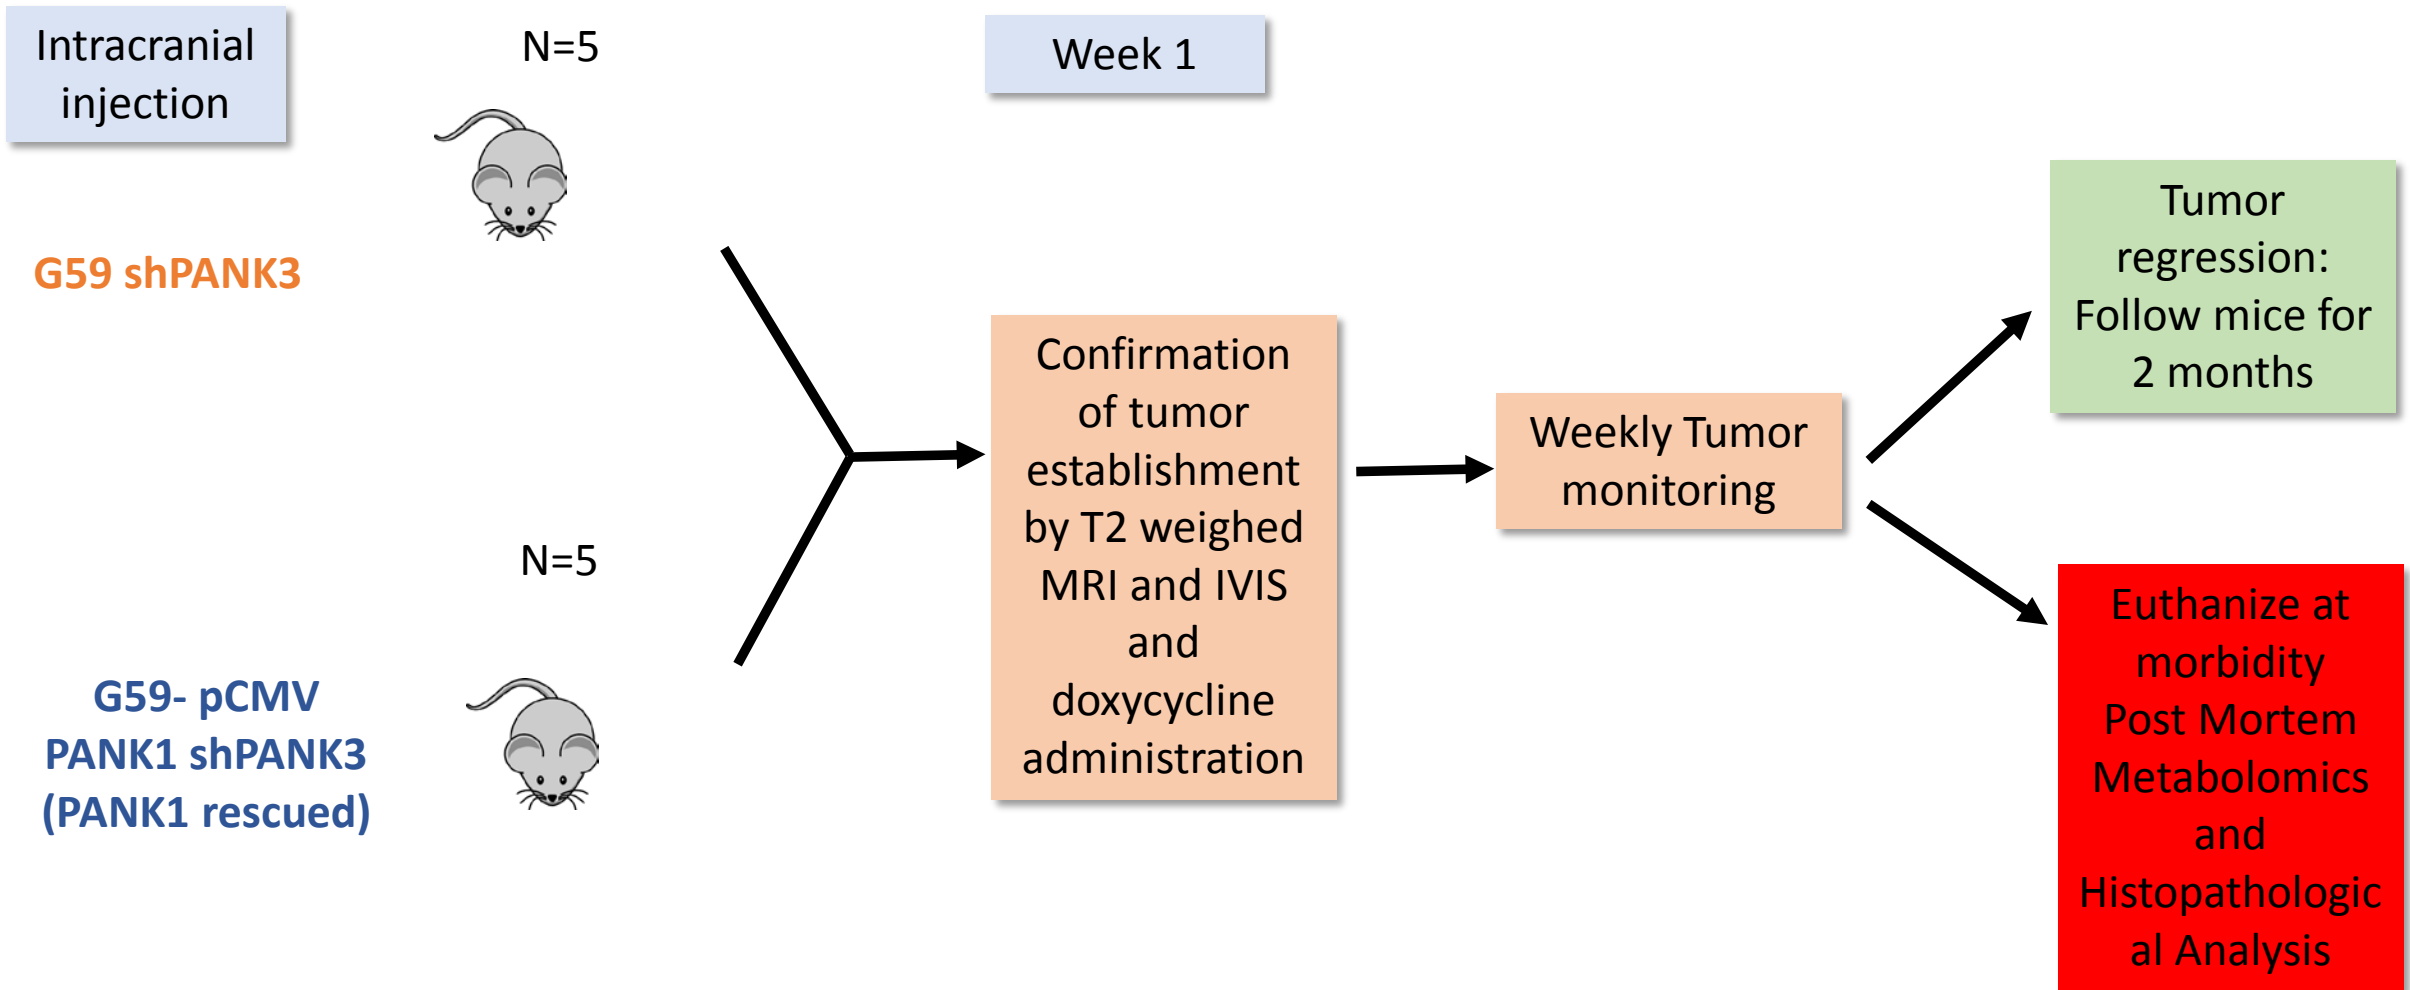 Intracranial
injection
N=5
Week 1
G59 shPANK3
N=5
G59- pCMV
PANK1 shPANK3
(PANK1 rescued)
Confirmation
of tumor
establishment
by T2 weighed
MRI and IVIS
and
doxycycline
administration
Weekly Tumor
monitoring
Tumor
regression:
Follow mice for
2 months
Euthanize at
morbidity
Post Mortem
Metabolomics
and
Histopathologic
al Analysis